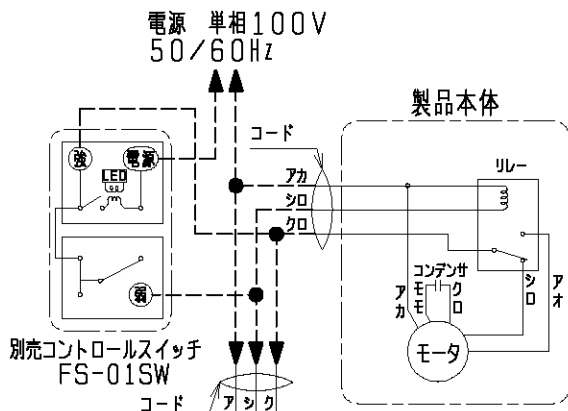 電源 単相100V
50/60Hz
製品本体
コード
強
電源
LED
アカ
シロ
クロ
リレー
コンデンサ
モモ
クロ
アカ
シロ
アオ
弱
モータ
別売コントロールスイッチ
FS-01SW
コード
ア シ ク